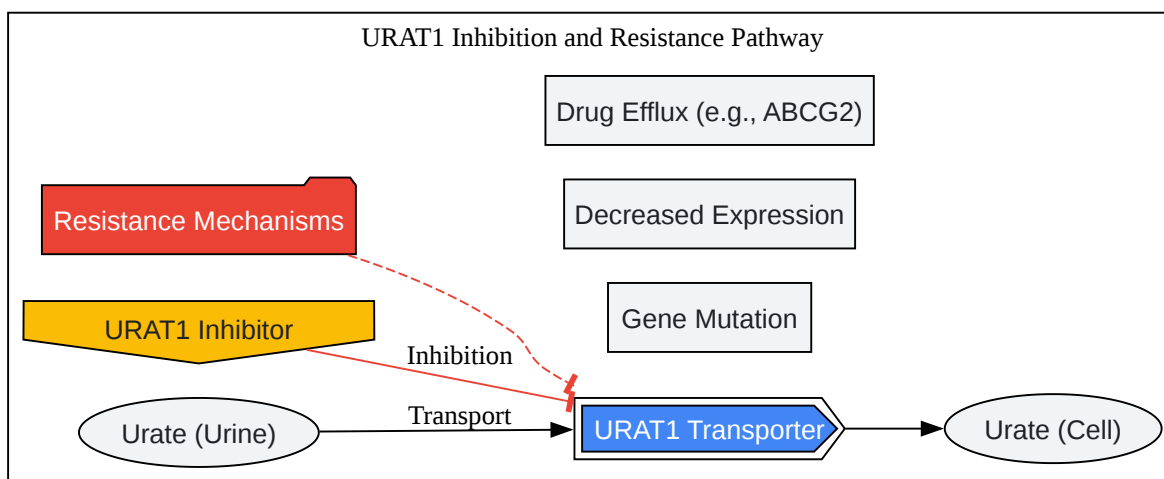 URAT1 Inhibition and Resistance Pathway
Drug Efflux (e.g., ABCG2)
Resistance Mechanisms
Decreased Expression
URAT1 Inhibitor
Gene Mutation
Inhibition
Urate (Urine)
Transport
URAT1 Transporter
Urate (Cell)